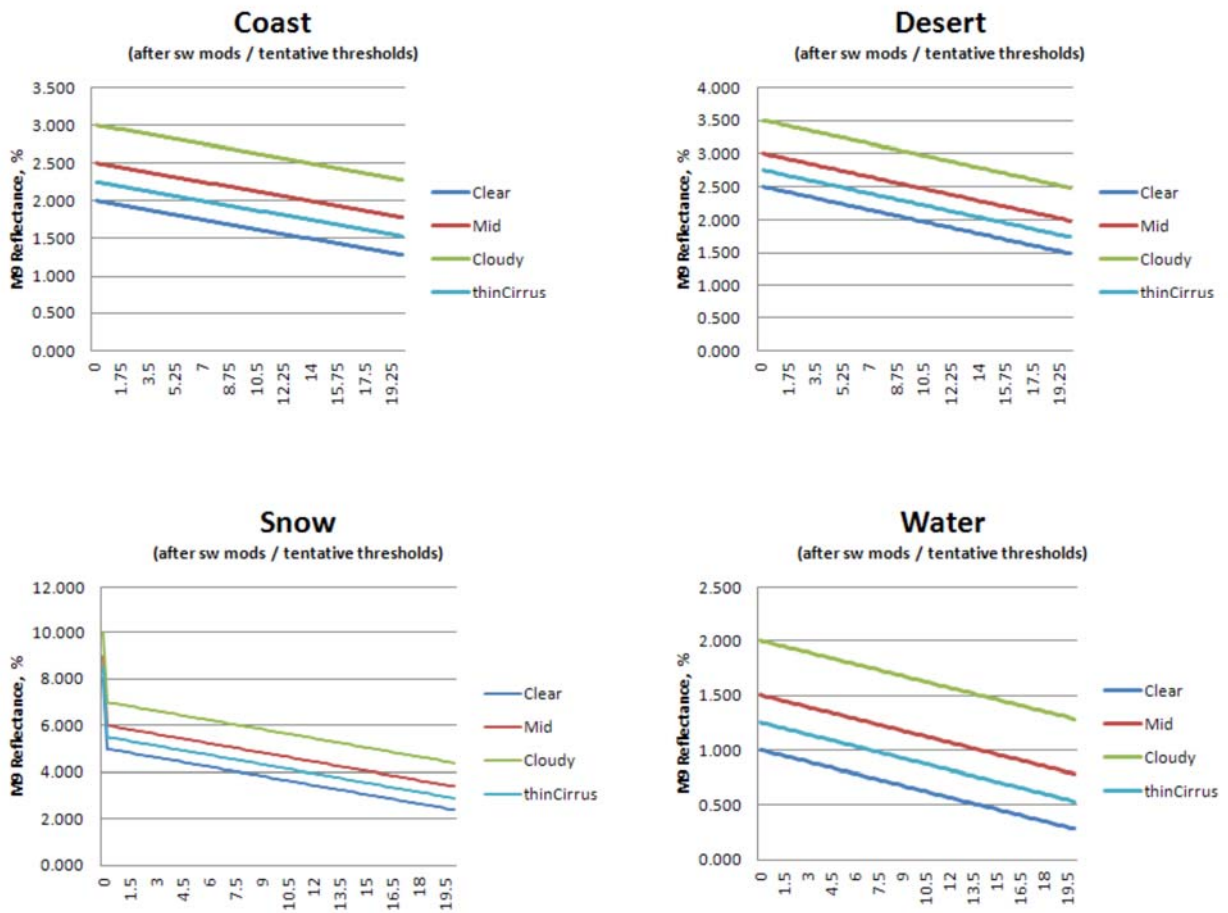 Coast
(after sw mods / tentative thresholds)
M9 Reflectance, %
3.500
3.000
2.500
2.000
1.500
1.000
0.500
0.000
0
1.75
3.5
5.25
7
8.75
10.5
12.25
14
15.75
17.5
19.25
Clear
Mid
Cloudy
thinCirrus
Desert
(after sw mods / tentative thresholds)
M9 Reflectance, %
4.000
3.500
3.000
2.500
2.000
1.500
1.000
0.500
0.000
0
1.75
3.5
5.25
7
8.75
10.5
12.25
14
15.75
17.5
19.25
Clear
Mid
Cloudy
thinCirrus
Snow
(after sw mods / tentative thresholds)
M9 Reflectance, %
12.000
10.000
8.000
6.000
4.000
2.000
0.000
0
1.5
3
4.5
6
7.5
9
10.5
12
13.5
15
16.5
18
19.5
Clear
Mid
Cloudy
thinCirrus
Water
(after sw mods / tentative thresholds)
M9 Reflectance, %
2.500
2.000
1.500
1.000
0.500
0.000
0
1.5
3
4.5
6
7.5
9
10.5
12
13.5
15
16.5
18
19.5
Clear
Mid
Cloudy
thinCirrus